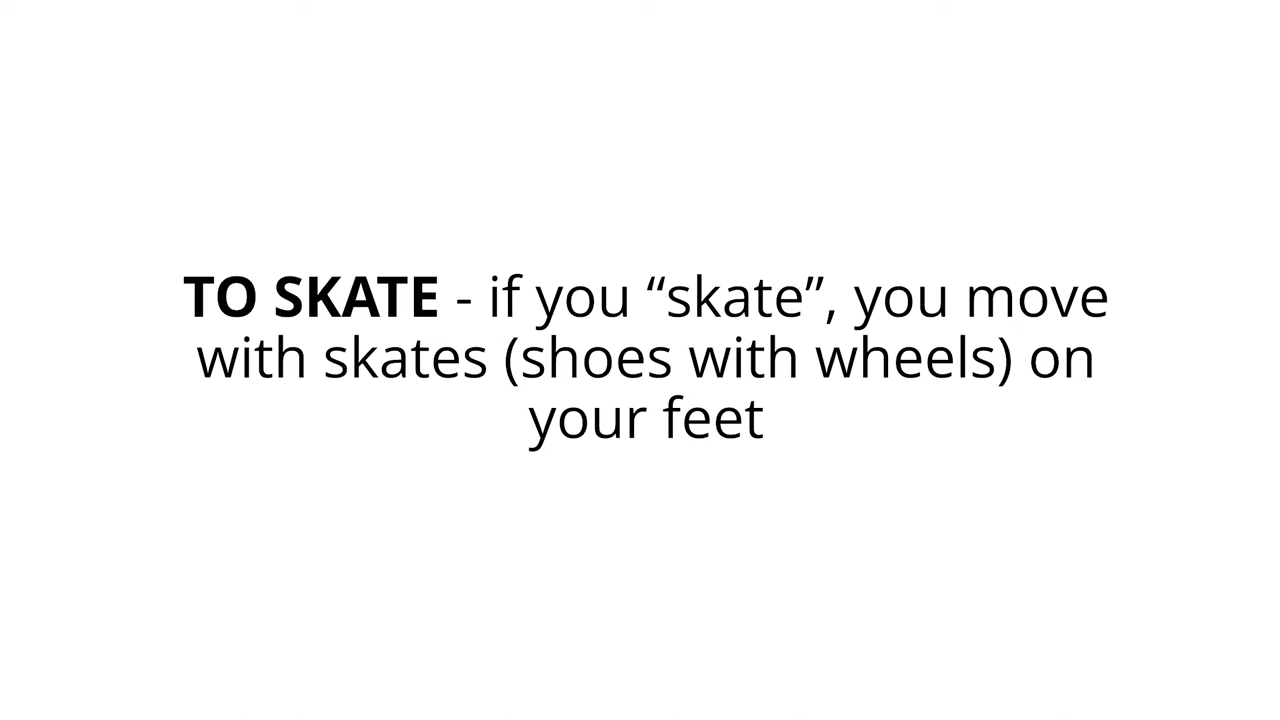 TO SKATE - if you “skate”, you move
with skates (shoes with wheels) on
your feet